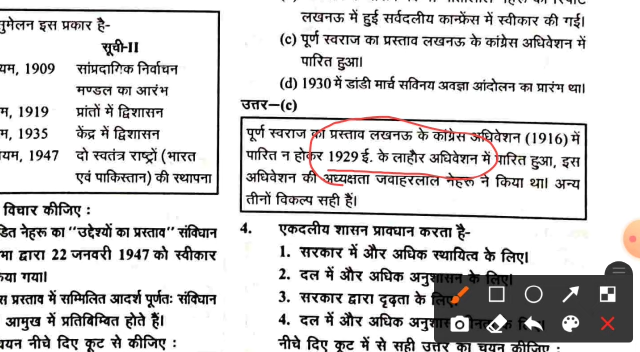 सुमेलन इस प्रकार है-
सूची-II
यम, 1909 सांप्रदायिक निर्वाचन
मण्डल का आरंभ
म, 1919 प्रांतों में द्विशासन
म, 1935 केंद्र में द्विशासन
यम, 1947 दो स्वतंत्र राष्ट्रों (भारत
एवं पाकिस्तान) की स्थापना
विचार कीजिए :
डित नेहरू का "उद्देश्यों का प्रस्ताव" संविधान
भा द्वारा 22 जनवरी 1947 को स्वीकार
कया गया।
स प्रस्ताव में सम्मिलित आदर्श पूर्णतः संविधान
आमुख में प्रतिबिम्बित होते हैं।
चयन नीचे दिए कूट से कीजिए :
लखनऊ में हुई सर्वदलीय कान्फ्रेंस में स्वीकार की गई।
(c) पूर्ण स्वराज का प्रस्ताव लखनऊ के कांग्रेस अधिवेशन में
पारित हुआ।
(d) 1930 में डांडी मार्च सविनय अवज्ञा आंदोलन का प्रारंभ था।
उत्तर–(c)
पूर्ण स्वराज का प्रस्ताव लखनऊ के कांग्रेस अधिवेशन (1916) में
पारित न होकर 1929 ई. के लाहौर अधिवेशन में पारित हुआ, इस
अधिवेशन की अध्यक्षता जवाहरलाल नेहरू ने किया था। अन्य
तीनों विकल्प सही हैं।
4. एकदलीय शासन प्रावधान करता है-
1. सरकार में और अधिक स्थायित्व के लिए।
2. दल में और अधिक अनुशासन के लिए।
3. सरकार द्वारा दृढ़ता के
4. दल में और अधिक
नीचे दिए कूट में से सही उत्तर का चयन कीजिए :